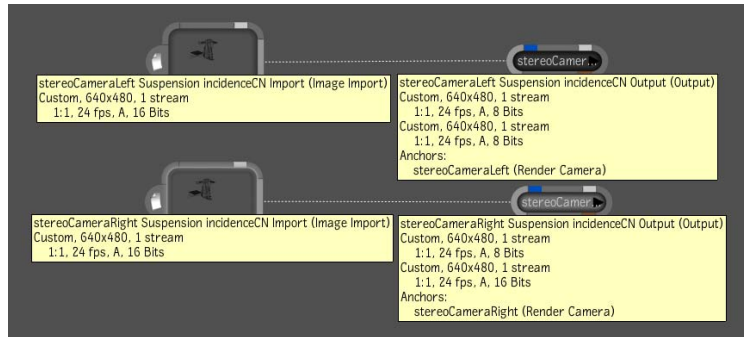 stereoCamer...
stereoCameraLeft Suspension incidenceCN Import (Image Import)
Custom, 640x480, 1 stream
1:1, 24 fps, A, 16 Bits
stereoCameraLeft Suspension incidenceCN Output (Output)
Custom, 640x480, 1 stream
1:1, 24 fps, A, 8 Bits
Custom, 640x480, 1 stream
1:1, 24 fps, A, 8 Bits
Anchors:
stereoCameraLeft (Render Camera)
stereoCamer...
stereoCameraRight Suspension incidenceCN Import (Image Import)
Custom, 640x480, 1 stream
1:1, 24 fps, A, 16 Bits
stereoCameraRight Suspension incidenceCN Output (Output)
Custom, 640x480, 1 stream
1:1, 24 fps, A, 8 Bits
Custom, 640x480, 1 stream
1:1, 24 fps, A, 16 Bits
Anchors:
stereoCameraRight (Render Camera)